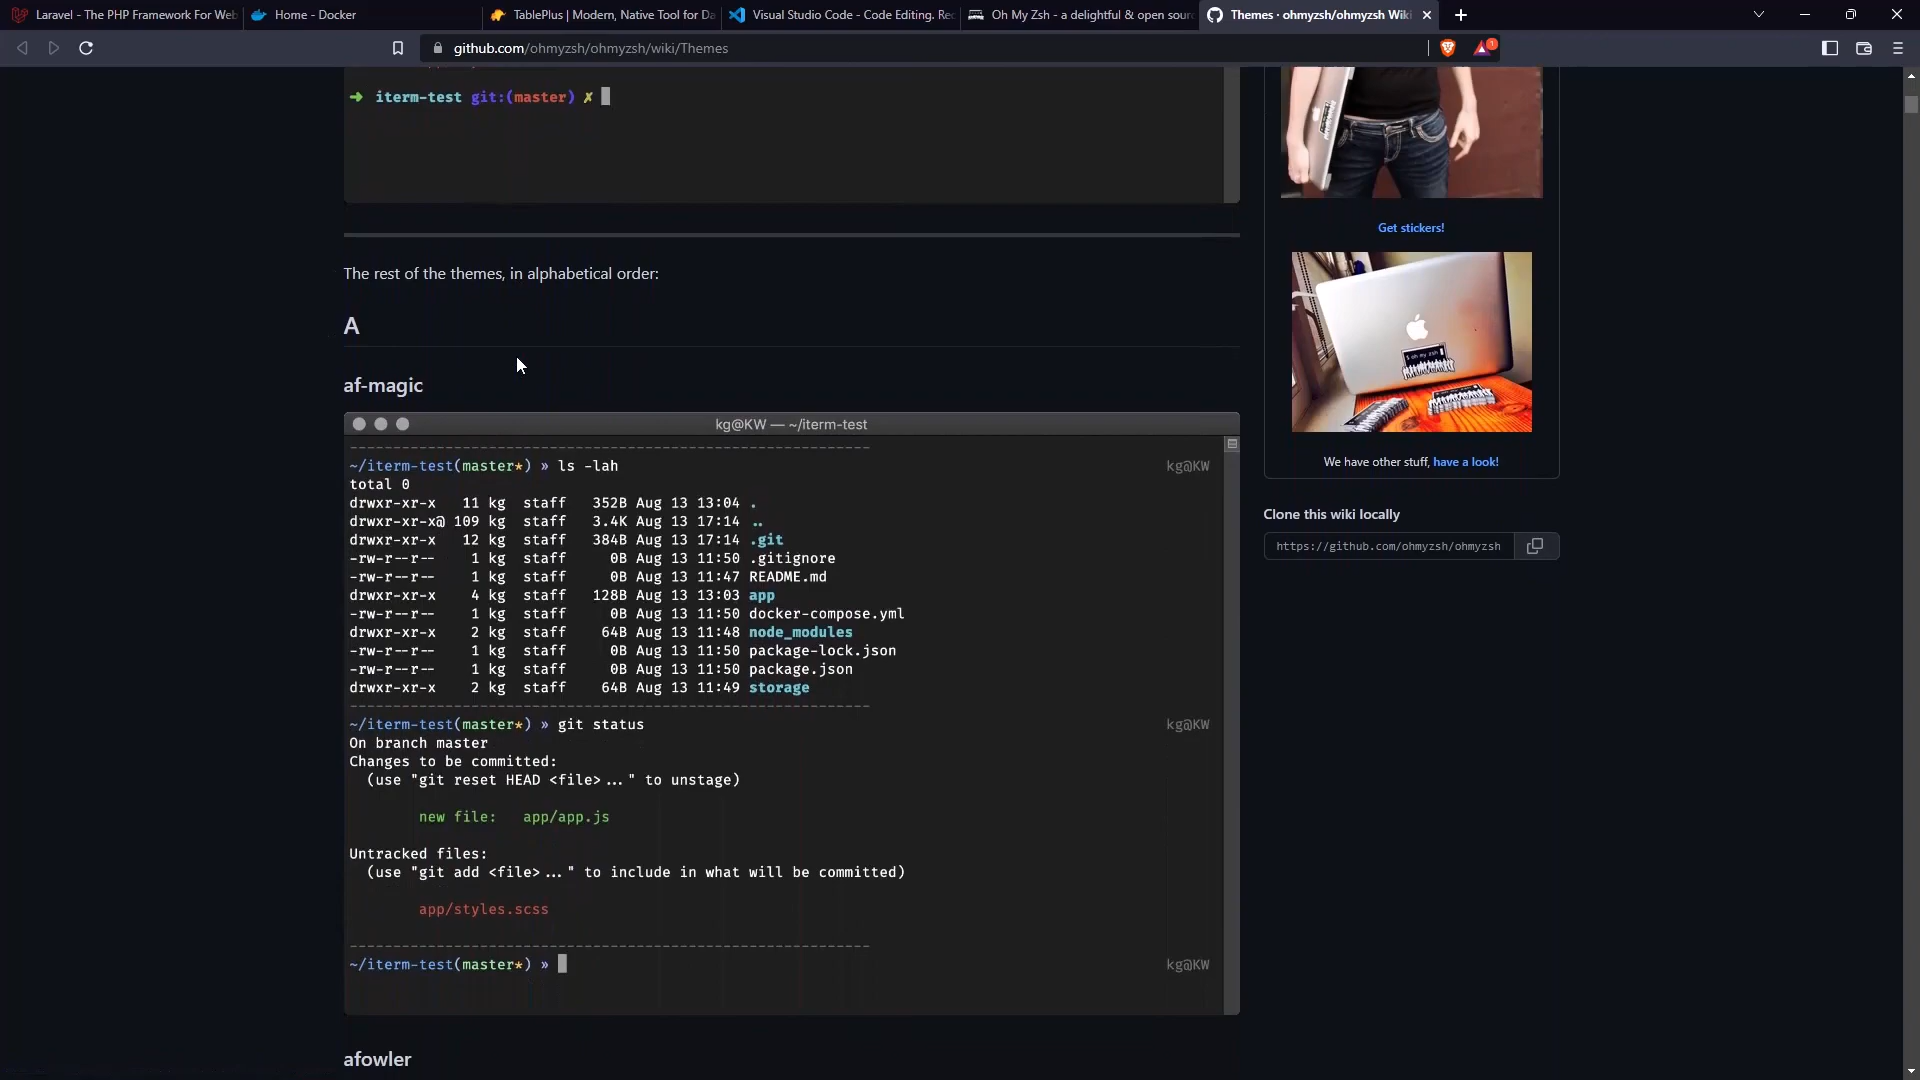 Laravel - The PHP Framework For Web
Home - Docker
TablePlus | Modern, Native Tool for Da
Visual Studio Code - Code Editing. Re
Oh My Zsh - a delightful & open sour
Themes · ohmyzsh/ohmyzsh Wiki
github.com/ohmyzsh/ohmyzsh/wiki/Themes
1
➜ iterm-test git:(master) ✗
The rest of the themes, in alphabetical order:
A
af-magic
kg@KW — ~/iterm-test
~/iterm-test(master*) » ls -lah kg@KW
total 0
drwxr-xr-x 11 kg staff 352B Aug 13 13:04 .
drwxr-xr-x@ 109 kg staff 3.4K Aug 13 17:14 ..
drwxr-xr-x 12 kg staff 384B Aug 13 17:14 .git
-rw-r--r-- 1 kg staff 0B Aug 13 11:50 .gitignore
-rw-r--r-- 1 kg staff 0B Aug 13 11:47 README.md
drwxr-xr-x 4 kg staff 128B Aug 13 13:03 app
-rw-r--r-- 1 kg staff 0B Aug 13 11:50 docker-compose.yml
drwxr-xr-x 2 kg staff 64B Aug 13 11:48 node_modules
-rw-r--r-- 1 kg staff 0B Aug 13 11:50 package-lock.json
-rw-r--r-- 1 kg staff 0B Aug 13 11:50 package.json
drwxr-xr-x 2 kg staff 64B Aug 13 11:49 storage
~/iterm-test(master*) » git status kg@KW
On branch master
Changes to be committed:
(use "git reset HEAD <file>..." to unstage)
new file: app/app.js
Untracked files:
(use "git add <file>..." to include in what will be committed)
app/styles.scss
~/iterm-test(master*) » kg@KW
afowler
Get stickers!
$ oh my zsh
We have other stuff, have a look!
Clone this wiki locally
https://github.com/ohmyzsh/ohmyzsh